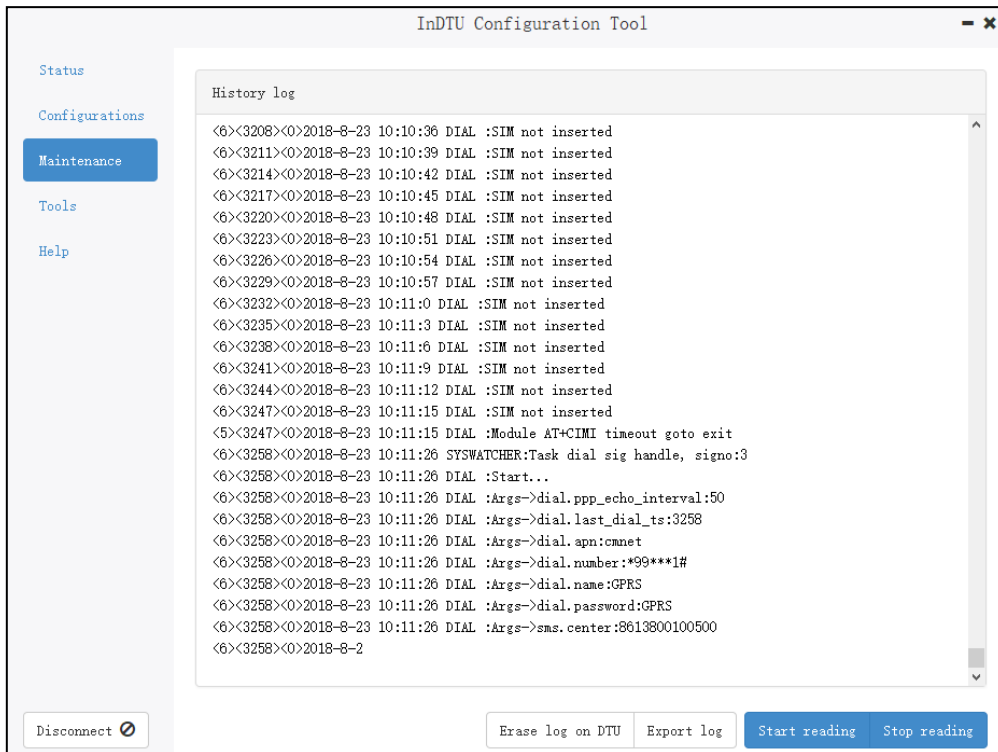 InDTU Configuration Tool
Status
Configurations
Maintenance
Tools
Help
History log
<6><3208><0>2018-8-23 10:10:36 DIAL :SIM not inserted
<6><3211><0>2018-8-23 10:10:39 DIAL :SIM not inserted
<6><3214><0>2018-8-23 10:10:42 DIAL :SIM not inserted
<6><3217><0>2018-8-23 10:10:45 DIAL :SIM not inserted
<6><3220><0>2018-8-23 10:10:48 DIAL :SIM not inserted
<6><3223><0>2018-8-23 10:10:51 DIAL :SIM not inserted
<6><3226><0>2018-8-23 10:10:54 DIAL :SIM not inserted
<6><3229><0>2018-8-23 10:10:57 DIAL :SIM not inserted
<6><3232><0>2018-8-23 10:11:0 DIAL :SIM not inserted
<6><3235><0>2018-8-23 10:11:3 DIAL :SIM not inserted
<6><3238><0>2018-8-23 10:11:6 DIAL :SIM not inserted
<6><3241><0>2018-8-23 10:11:9 DIAL :SIM not inserted
<6><3244><0>2018-8-23 10:11:12 DIAL :SIM not inserted
<6><3247><0>2018-8-23 10:11:15 DIAL :SIM not inserted
<5><3247><0>2018-8-23 10:11:15 DIAL :Module AT+CIMI timeout goto exit
<6><3258><0>2018-8-23 10:11:26 SYSWATCHER:Task dial sig handle, signo:3
<6><3258><0>2018-8-23 10:11:26 DIAL :Start...
<6><3258><0>2018-8-23 10:11:26 DIAL :Args->dial.ppp_echo_interval:50
<6><3258><0>2018-8-23 10:11:26 DIAL :Args->dial.last_dial_ts:3258
<6><3258><0>2018-8-23 10:11:26 DIAL :Args->dial.apn:cmnet
<6><3258><0>2018-8-23 10:11:26 DIAL :Args->dial.number:*99***1#
<6><3258><0>2018-8-23 10:11:26 DIAL :Args->dial.name:GPRS
<6><3258><0>2018-8-23 10:11:26 DIAL :Args->dial.password:GPRS
<6><3258><0>2018-8-23 10:11:26 DIAL :Args->sms.center:8613800100500
<6><3258><0>2018-8-2
Disconnect
Erase log on DTU
Export log
Start reading
Stop reading